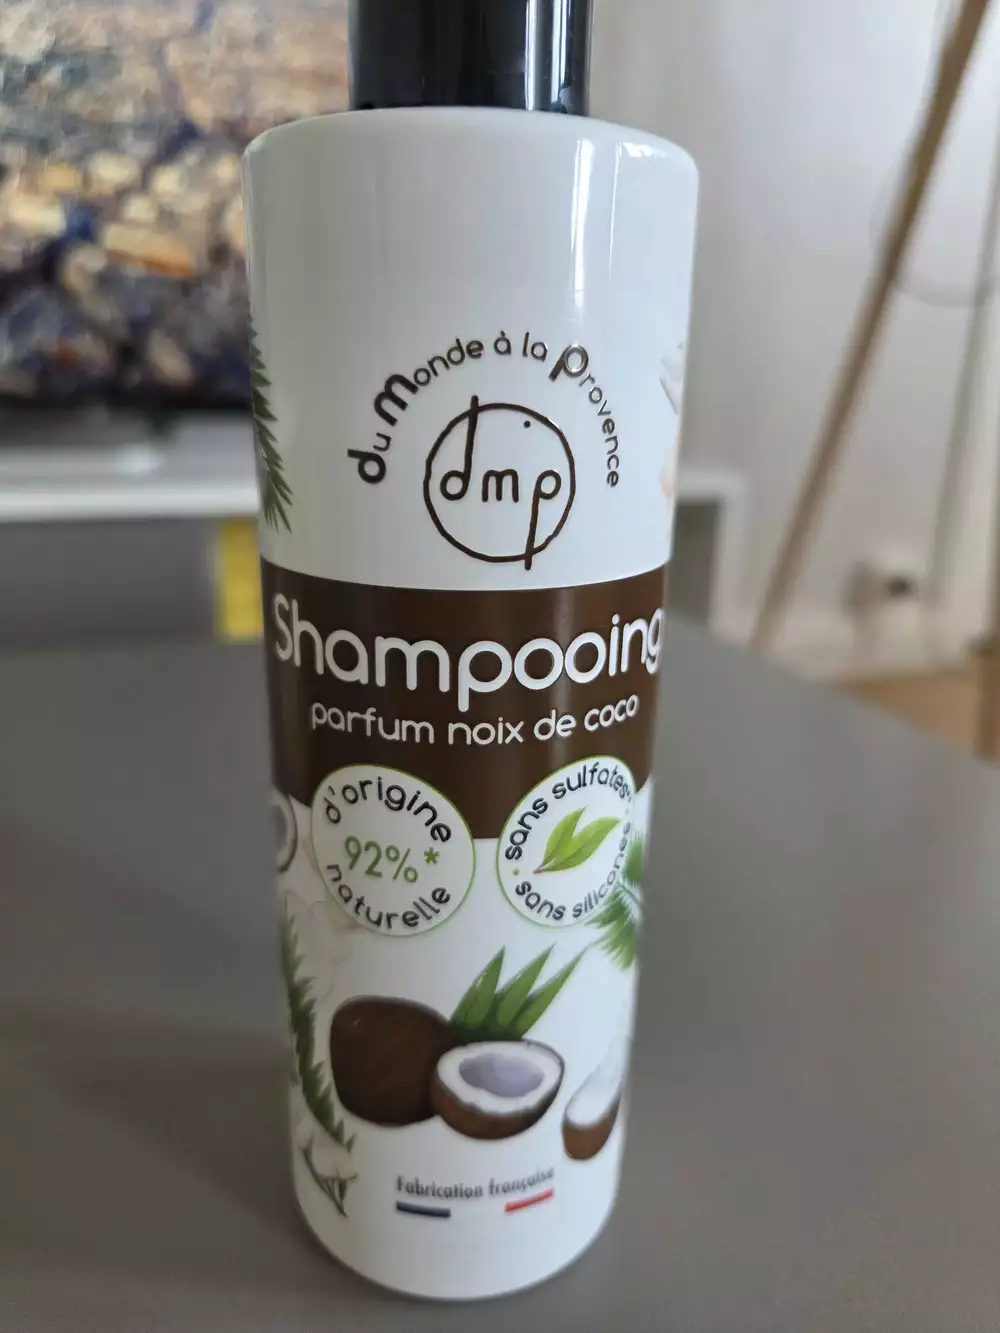 du Monde à la Provence
dmp
Shampooing
parfum noix de coco
d'origine
92%*
naturelle
sans sulfates
sans silicones
Fabrication française